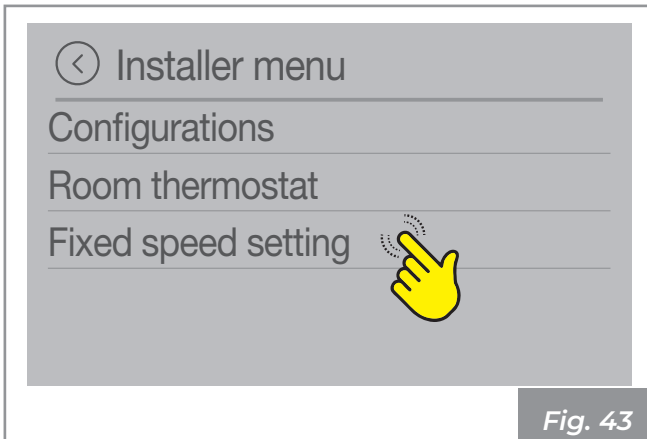 Installer menu
Configurations
Room thermostat
Fixed speed setting
Fig. 43